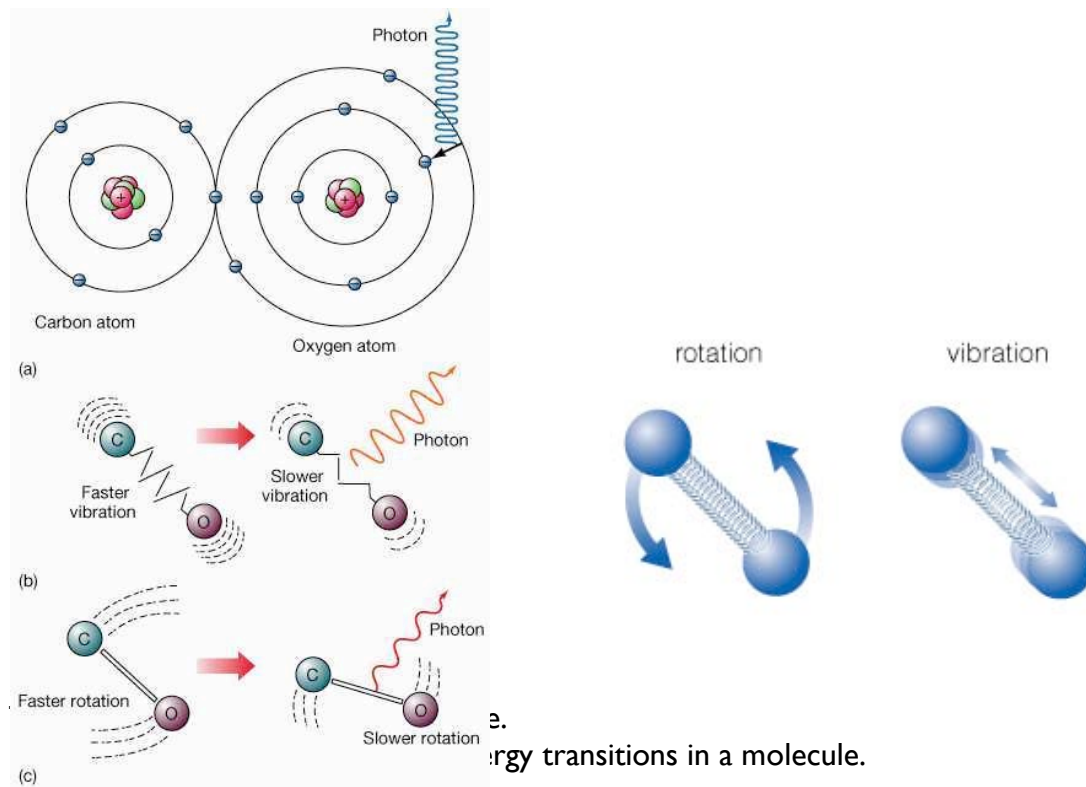 Photon
Carbon atom
Oxygen atom
(a)
C
Faster
vibration
O
C
Slower
vibration
O
Photon
(b)
C
Faster rotation
O
C
O
Photon
Slower rotation
(c)
rotation
vibration
e.
ergy transitions in a molecule.